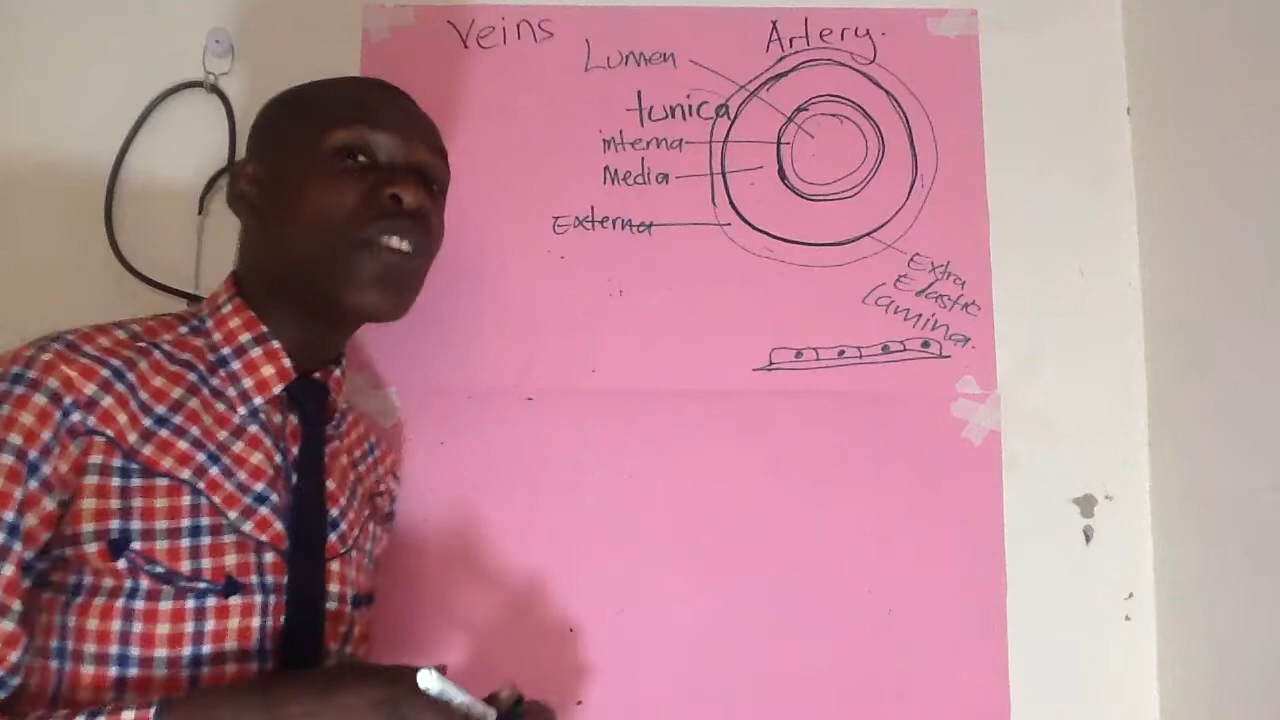 Veins
Artery.
Lumen
tunica
interna
Media
Externa
Extra
Elastic
Lamina.